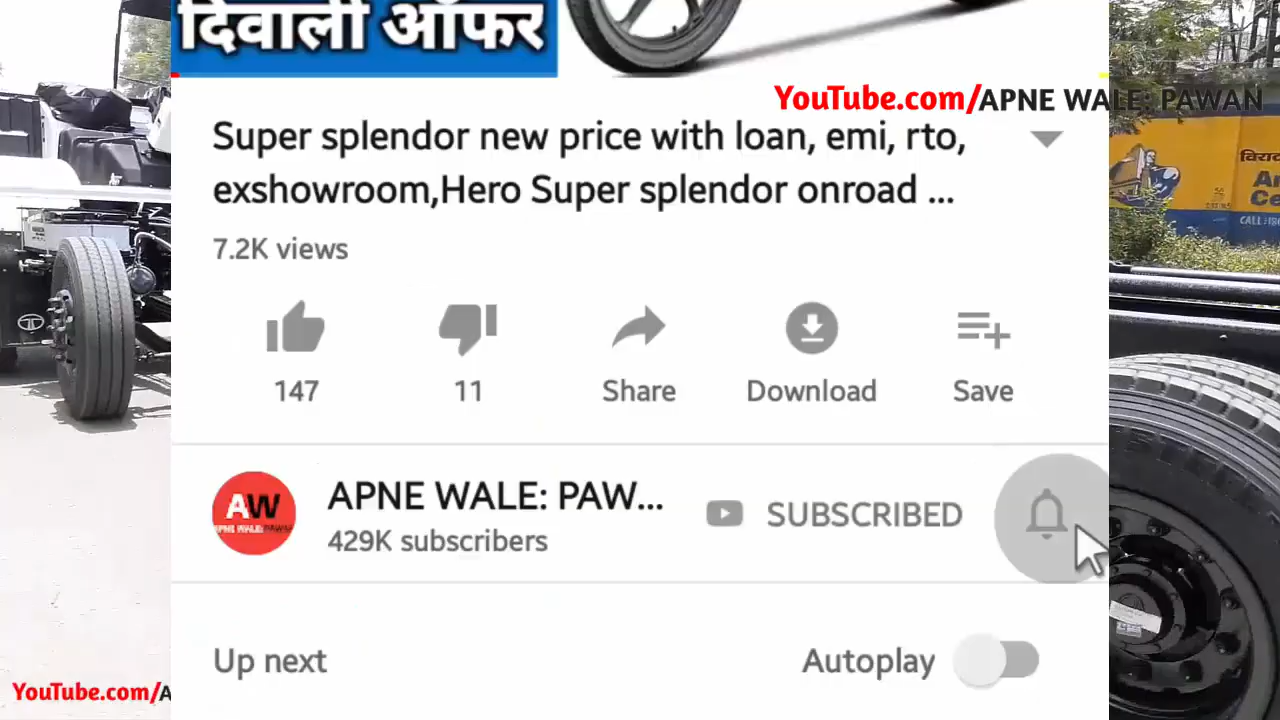 दिवाली ऑफर
YouTube.com/APNE WALE: PAWAN
Super splendor new price with loan, emi, rto,
exshowroom,Hero Super splendor onroad ...
7.2K views
147
11
Share
Download
Save
AW
APNE WALE: PAW...
429K subscribers
SUBSCRIBED
Up next
Autoplay
YouTube.com/A